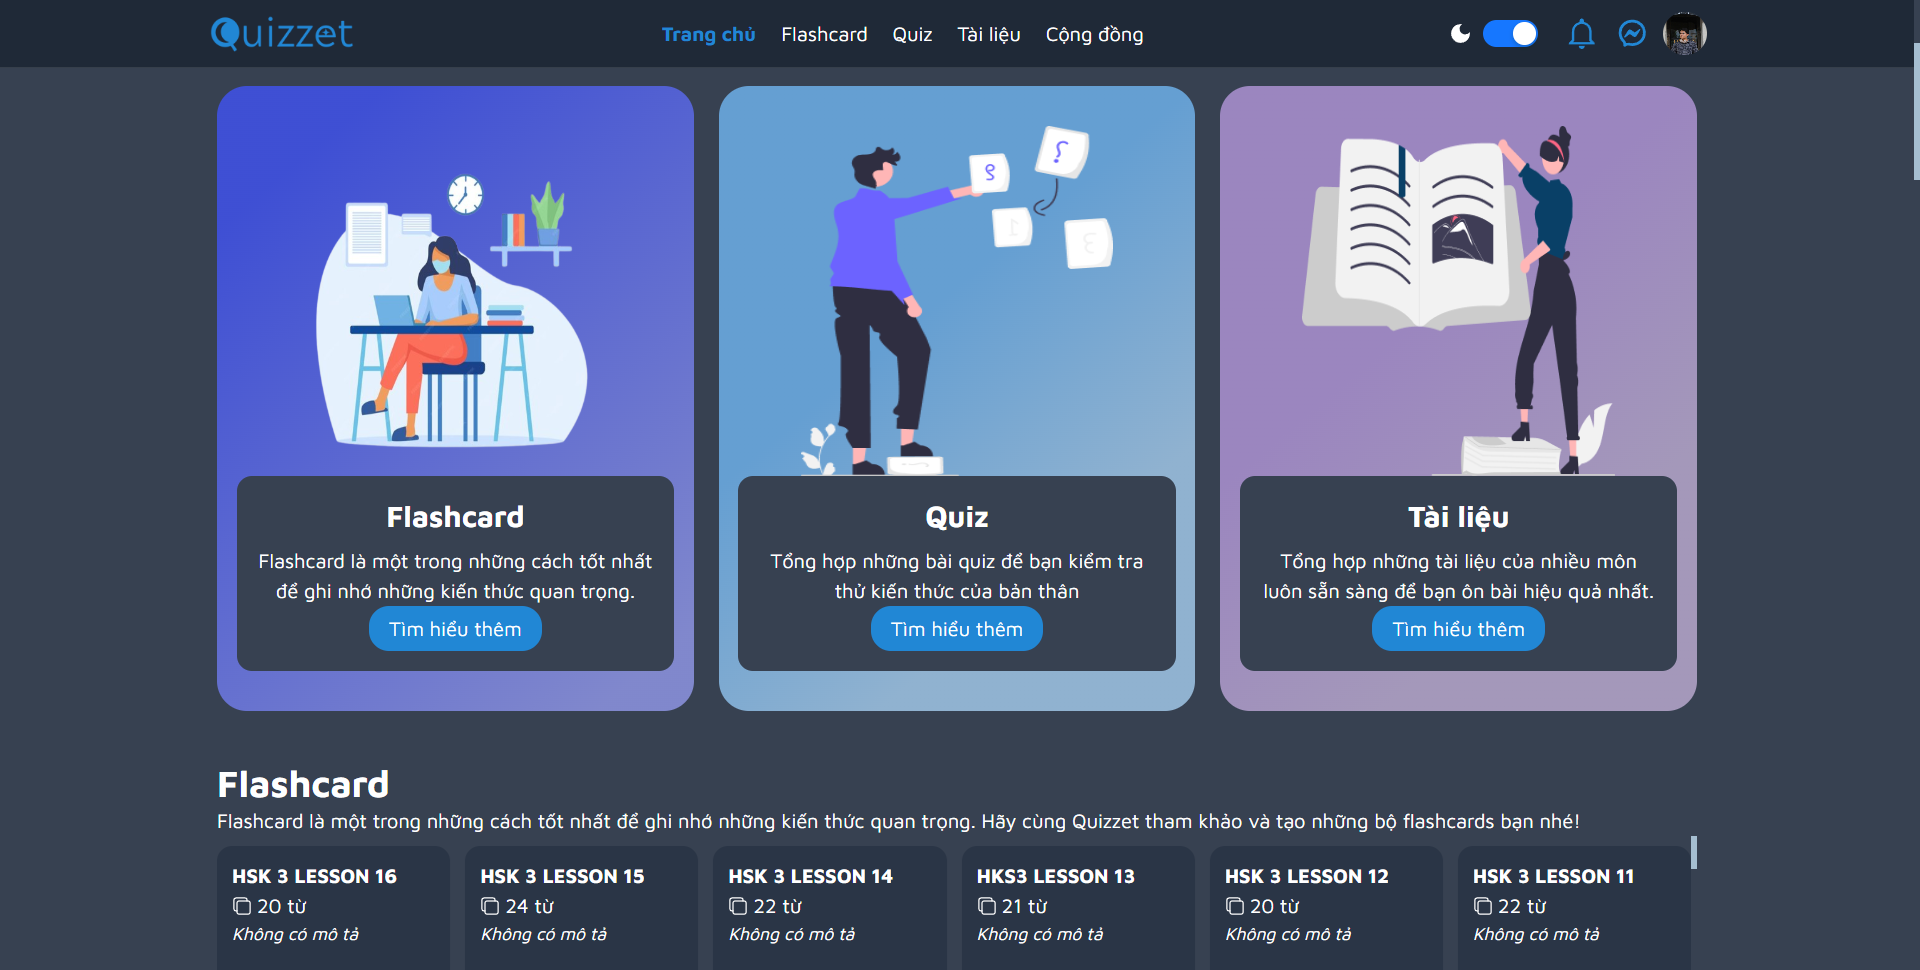 Quizzet
Trang chủ Flashcard Quiz Tài liệu Cộng đồng
? ?
1 3
Flashcard
Flashcard là một trong những cách tốt nhất
để ghi nhớ những kiến thức quan trọng.
Tìm hiểu thêm
Quiz
Tổng hợp những bài quiz để bạn kiểm tra
thử kiến thức của bản thân
Tìm hiểu thêm
Tài liệu
Tổng hợp những tài liệu của nhiều môn
luôn sẵn sàng để bạn ôn bài hiệu quả nhất.
Tìm hiểu thêm
Flashcard
Flashcard là một trong những cách tốt nhất để ghi nhớ những kiến thức quan trọng. Hãy cùng Quizzet tham khảo và tạo những bộ flashcards bạn nhé!
HSK 3 LESSON 16
20 từ
Không có mô tả
HSK 3 LESSON 15
24 từ
Không có mô tả
HSK 3 LESSON 14
22 từ
Không có mô tả
HKS3 LESSON 13
21 từ
Không có mô tả
HSK 3 LESSON 12
20 từ
Không có mô tả
HSK 3 LESSON 11
22 từ
Không có mô tả